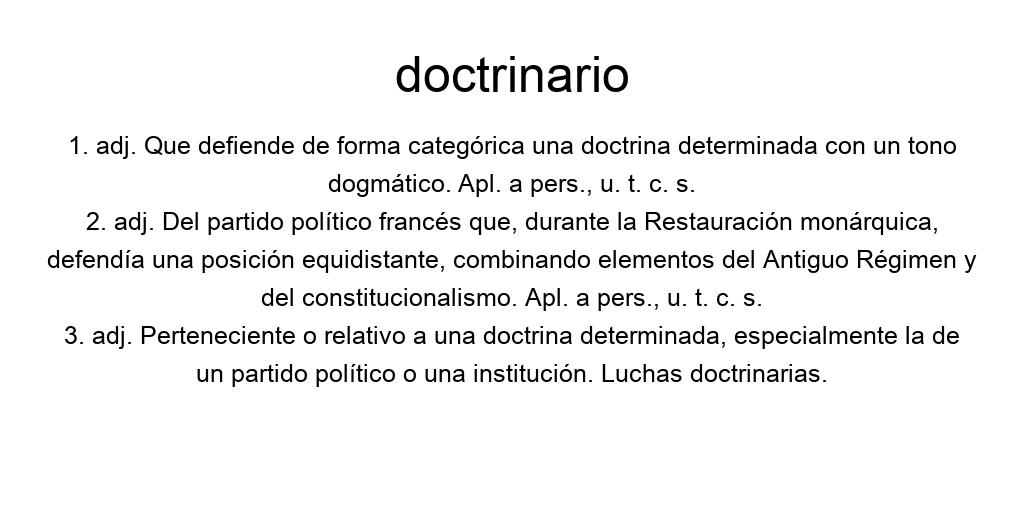 doctrinario
1. adj. Que defiende de forma categórica una doctrina determinada con un tono
dogmático. Apl. a pers., u. t. c. s.
2. adj. Del partido político francés que, durante la Restauración monárquica,
defendía una posición equidistante, combinando elementos del Antiguo Régimen y
del constitucionalismo. Apl. a pers., u. t. c. s.
3. adj. Perteneciente o relativo a una doctrina determinada, especialmente la de
un partido político o una institución. Luchas doctrinarias.